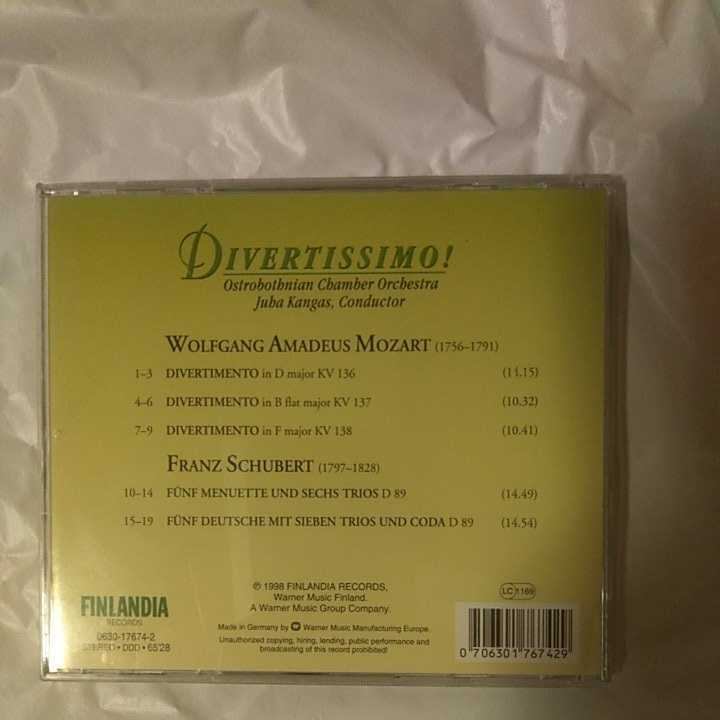 DIVERTISSIMO!
Ostrobothnian Chamber Orchestra
Juha Kangas, Conductor
WOLFGANG AMADEUS MOZART (1756–1791)
1–3 DIVERTIMENTO in D major KV 136 (14.15)
4–6 DIVERTIMENTO in B flat major KV 137 (10.32)
7–9 DIVERTIMENTO in F major KV 138 (10.41)
FRANZ SCHUBERT (1797–1828)
10–14 FÜNF MENUETTE UND SECHS TRIOS D 89 (14.49)
15–19 FÜNF DEUTSCHE MIT SIEBEN TRIOS UND CODA D 89 (14.54)
℗ 1998 FINLANDIA RECORDS,
Warner Music Finland.
A Warner Music Group Company.
LC 1169
FINLANDIA
RECORDS
0630-17674-2
STEREO • DDD • 65'28
Made in Germany by Warner Music Manufacturing Europe.
Unauthorized copying, hiring, lending, public performance and
broadcasting of this record prohibited!
0 706301 767429